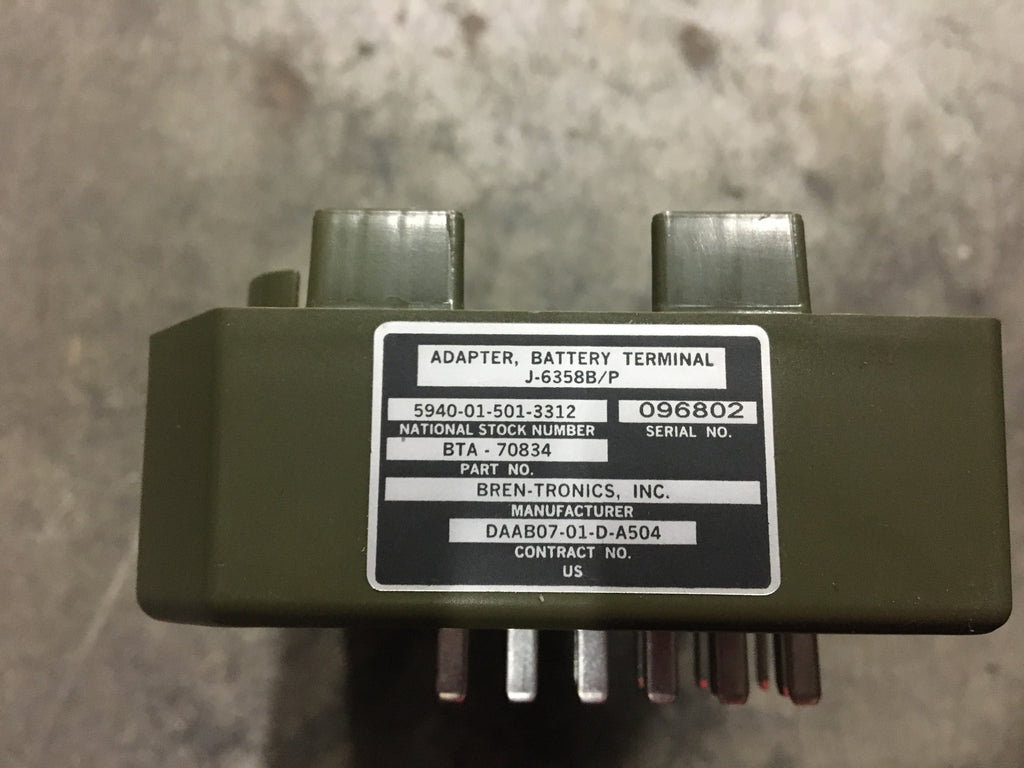 ADAPTER, BATTERY TERMINAL
J-6358B/P
5940-01-501-3312
NATIONAL STOCK NUMBER
096802
SERIAL NO.
BTA - 70834
PART NO.
BREN-TRONICS, INC.
MANUFACTURER
DAAB07-01-D-A504
CONTRACT NO.
US